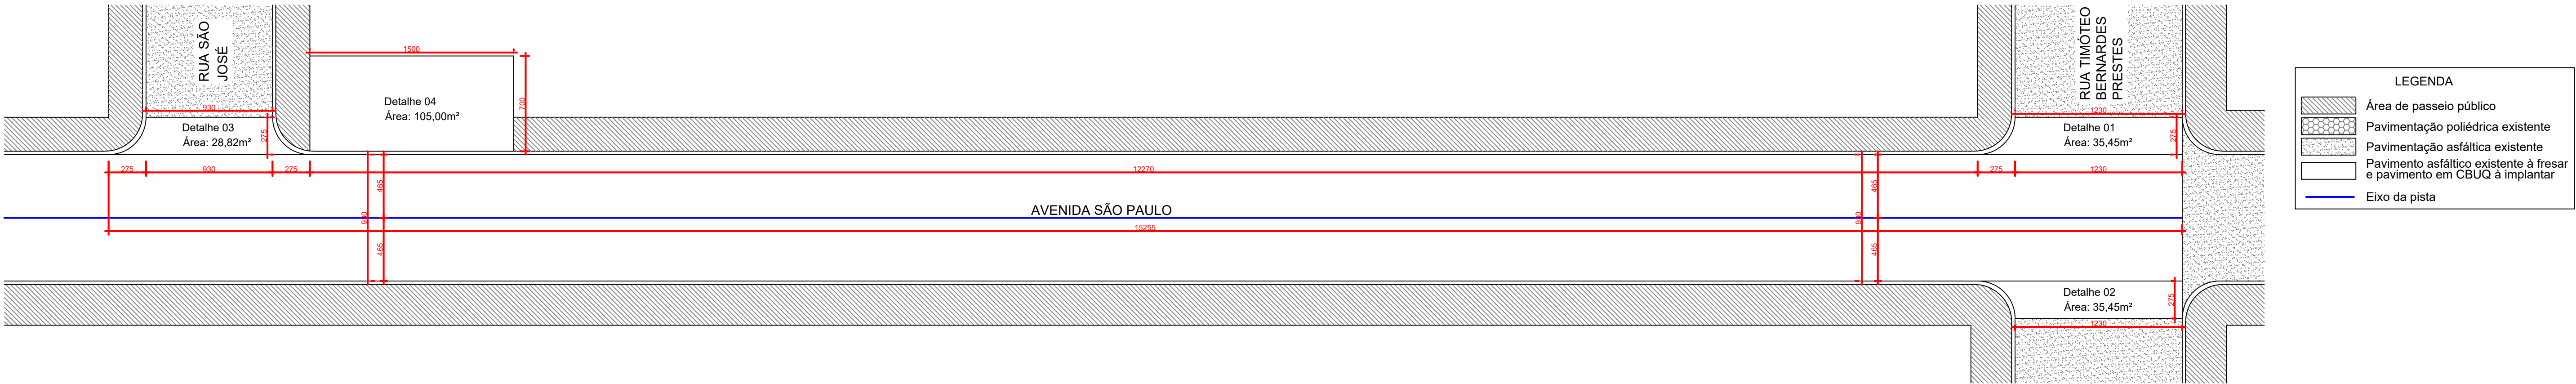 RUA SÃO
JOSÉ
1500
700
Detalhe 04
Área: 105,00m²
930
Detalhe 03
Área: 28,82m²
275
RUA TIMÓTEO
BERNARDES
PRESTES
1230
Detalhe 01
Área: 35,45m²
275
275
930
275
12270
275
1230
465
930
465
465
930
465
AVENIDA SÃO PAULO
15255
Detalhe 02
Área: 35,45m²
275
1230
LEGENDA
Área de passeio público
Pavimentação poliédrica existente
Pavimentação asfáltica existente
Pavimento asfáltico existente à fresar
e pavimento em CBUQ à implantar
Eixo da pista